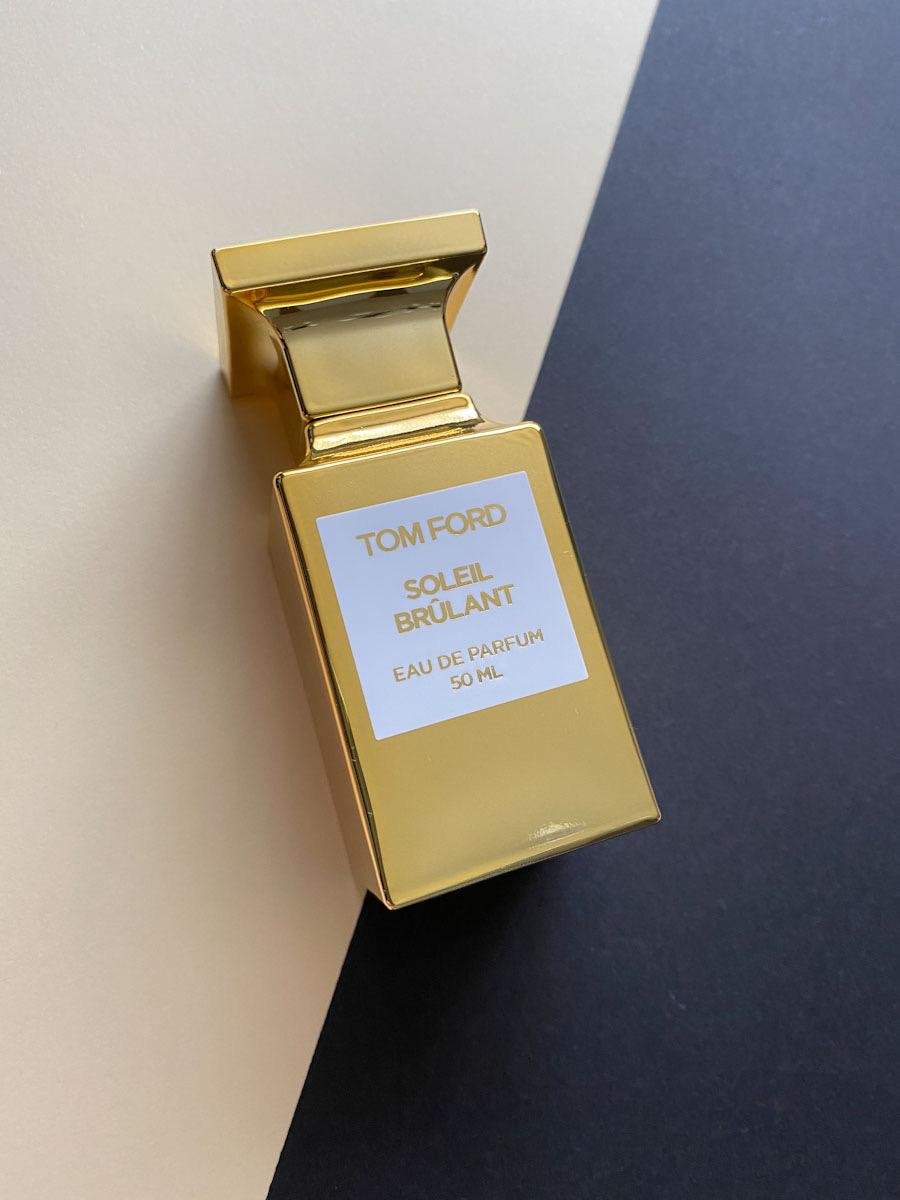 TOM FORD
SOLEIL
BRÛLANT
EAU DE PARFUM
50 ML